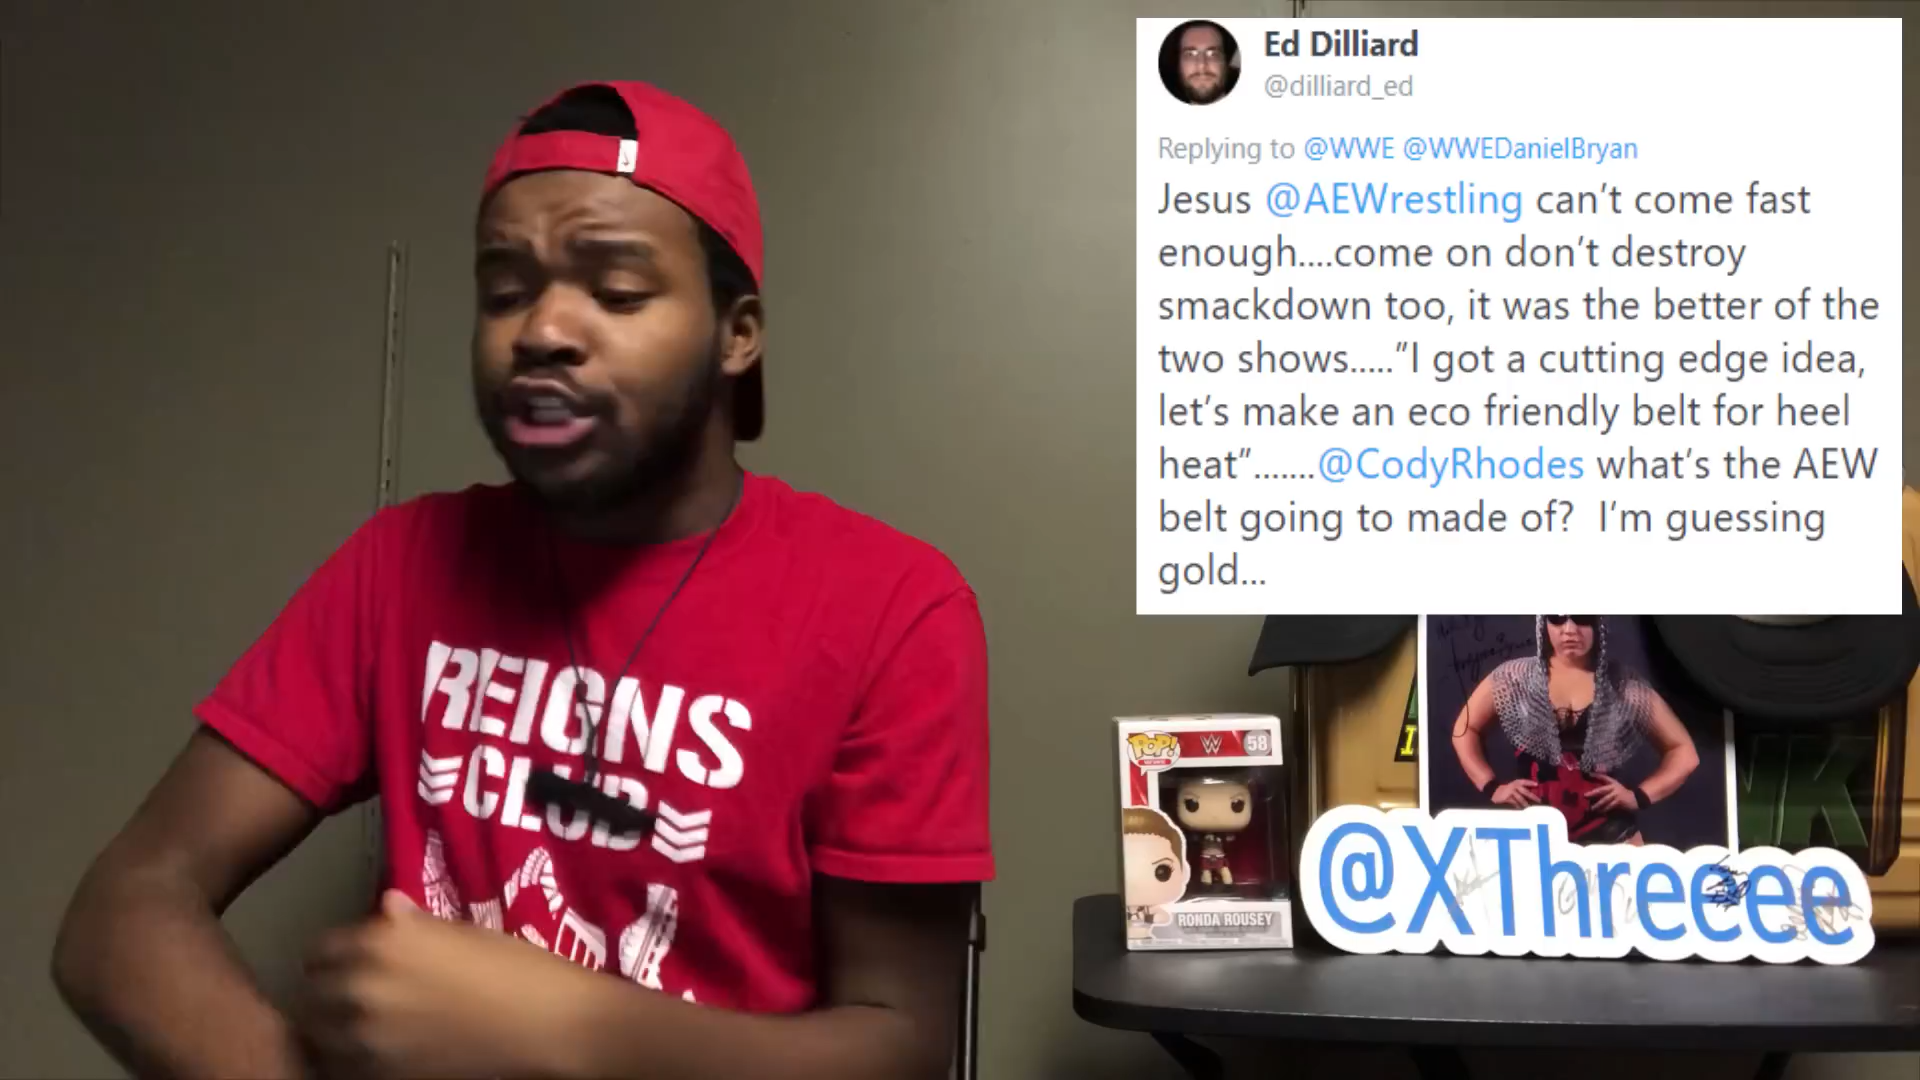 Ed Dilliard
@dilliard_ed
Replying to @WWE @WWEDanielBryan
Jesus @AEWrestling can't come fast
enough....come on don't destroy
smackdown too, it was the better of the
two shows....."I got a cutting edge idea,
let's make an eco friendly belt for heel
heat".......@CodyRhodes what's the AEW
belt going to made of?  I'm guessing
gold...
REIGNS
CLUB
POP!
W
58
RONDA ROUSEY
@XThreeee